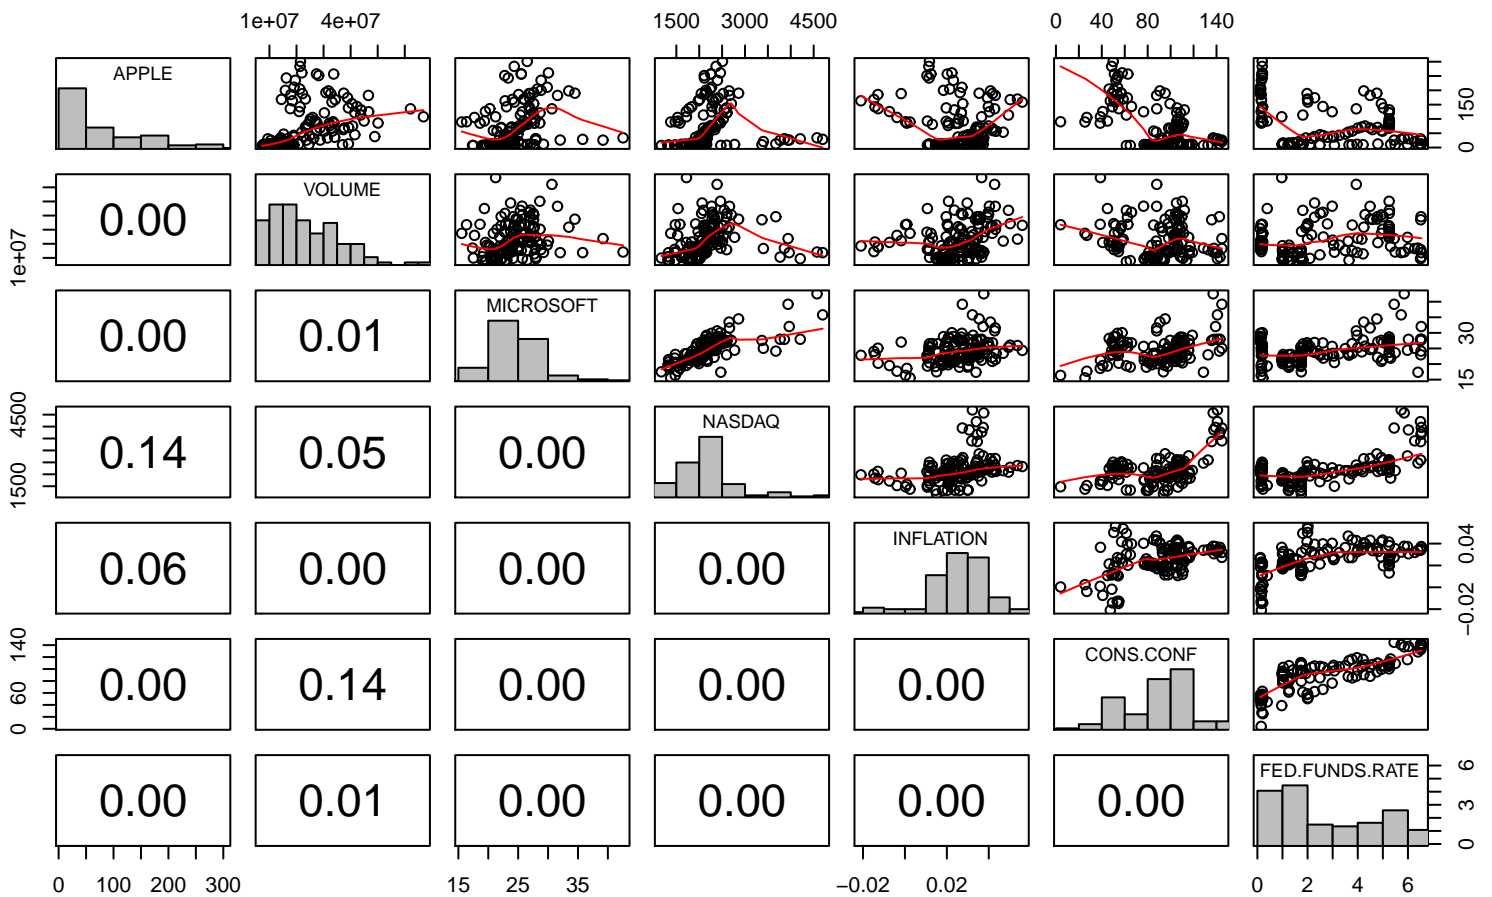 1e+07 4e+07 1500 3000 4500 0 40 80 140
APPLE
0 150
1e+07
0.00 VOLUME
0.00 0.01 MICROSOFT
15 30
1500 4500
0.14 0.05 0.00 NASDAQ
0.06 0.00 0.00 0.00 INFLATION
−0.02 0.04
0 60 140
0.00 0.14 0.00 0.00 0.00 CONS.CONF
0.00 0.01 0.00 0.00 0.00 0.00 FED.FUNDS.RATE
0 3 6
0 100 200 300 15 25 35 −0.02 0.02 0 2 4 6